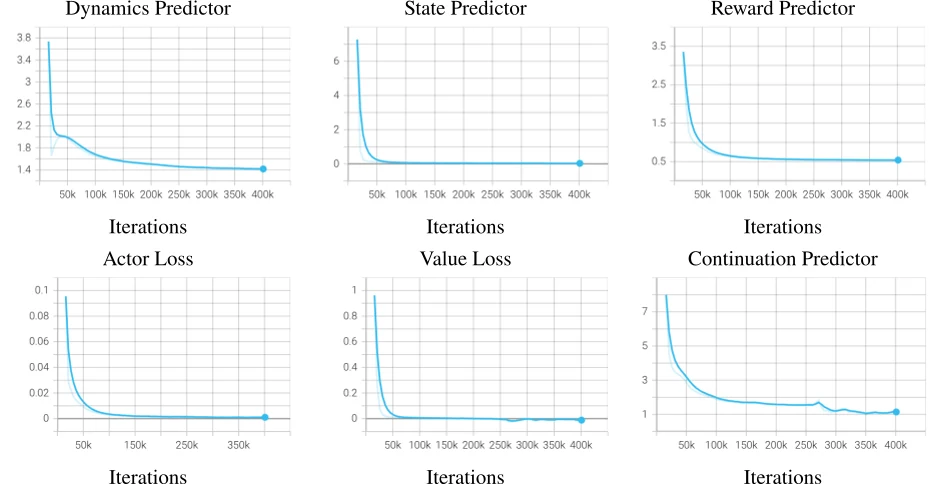 Dynamics Predictor
State Predictor
Reward Predictor
3.8
3.4
3
2.6
2.2
1.8
1.4
50k 100k 150k 200k 250k 300k 350k 400k
6
4
2
0
50k 100k 150k 200k 250k 300k 350k 400k
3.5
2.5
1.5
0.5
50k 100k 150k 200k 250k 300k 350k 400k
Iterations
Iterations
Iterations
Actor Loss
Value Loss
Continuation Predictor
0.1
0.08
0.06
0.04
0.02
0
50k 150k 250k 350k
1
0.8
0.6
0.4
0.2
0
50k 100k 150k 200k 250k 300k 350k 400k
7
5
3
1
50k 100k 150k 200k 250k 300k 350k 400k
Iterations
Iterations
Iterations